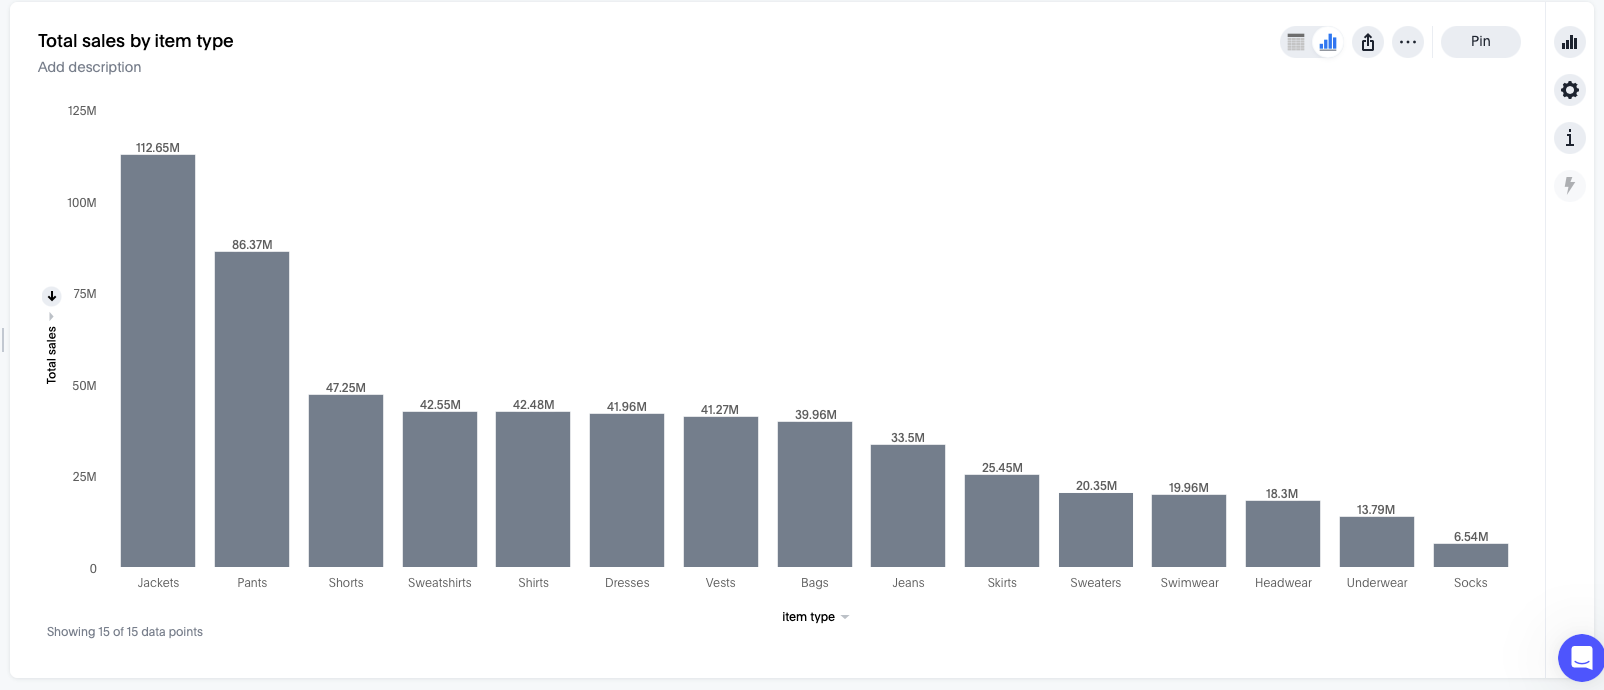 Total sales by item type
Add description
Pin
125M
100M
75M
50M
25M
0
Total sales
112.65M
86.37M
47.25M
42.55M
42.48M
41.96M
41.27M
39.96M
33.5M
25.45M
20.35M
19.96M
18.3M
13.79M
6.54M
Jackets Pants Shorts Sweatshirts Shirts Dresses Vests Bags Jeans Skirts Sweaters Swimwear Headwear Underwear Socks
item type
Showing 15 of 15 data points